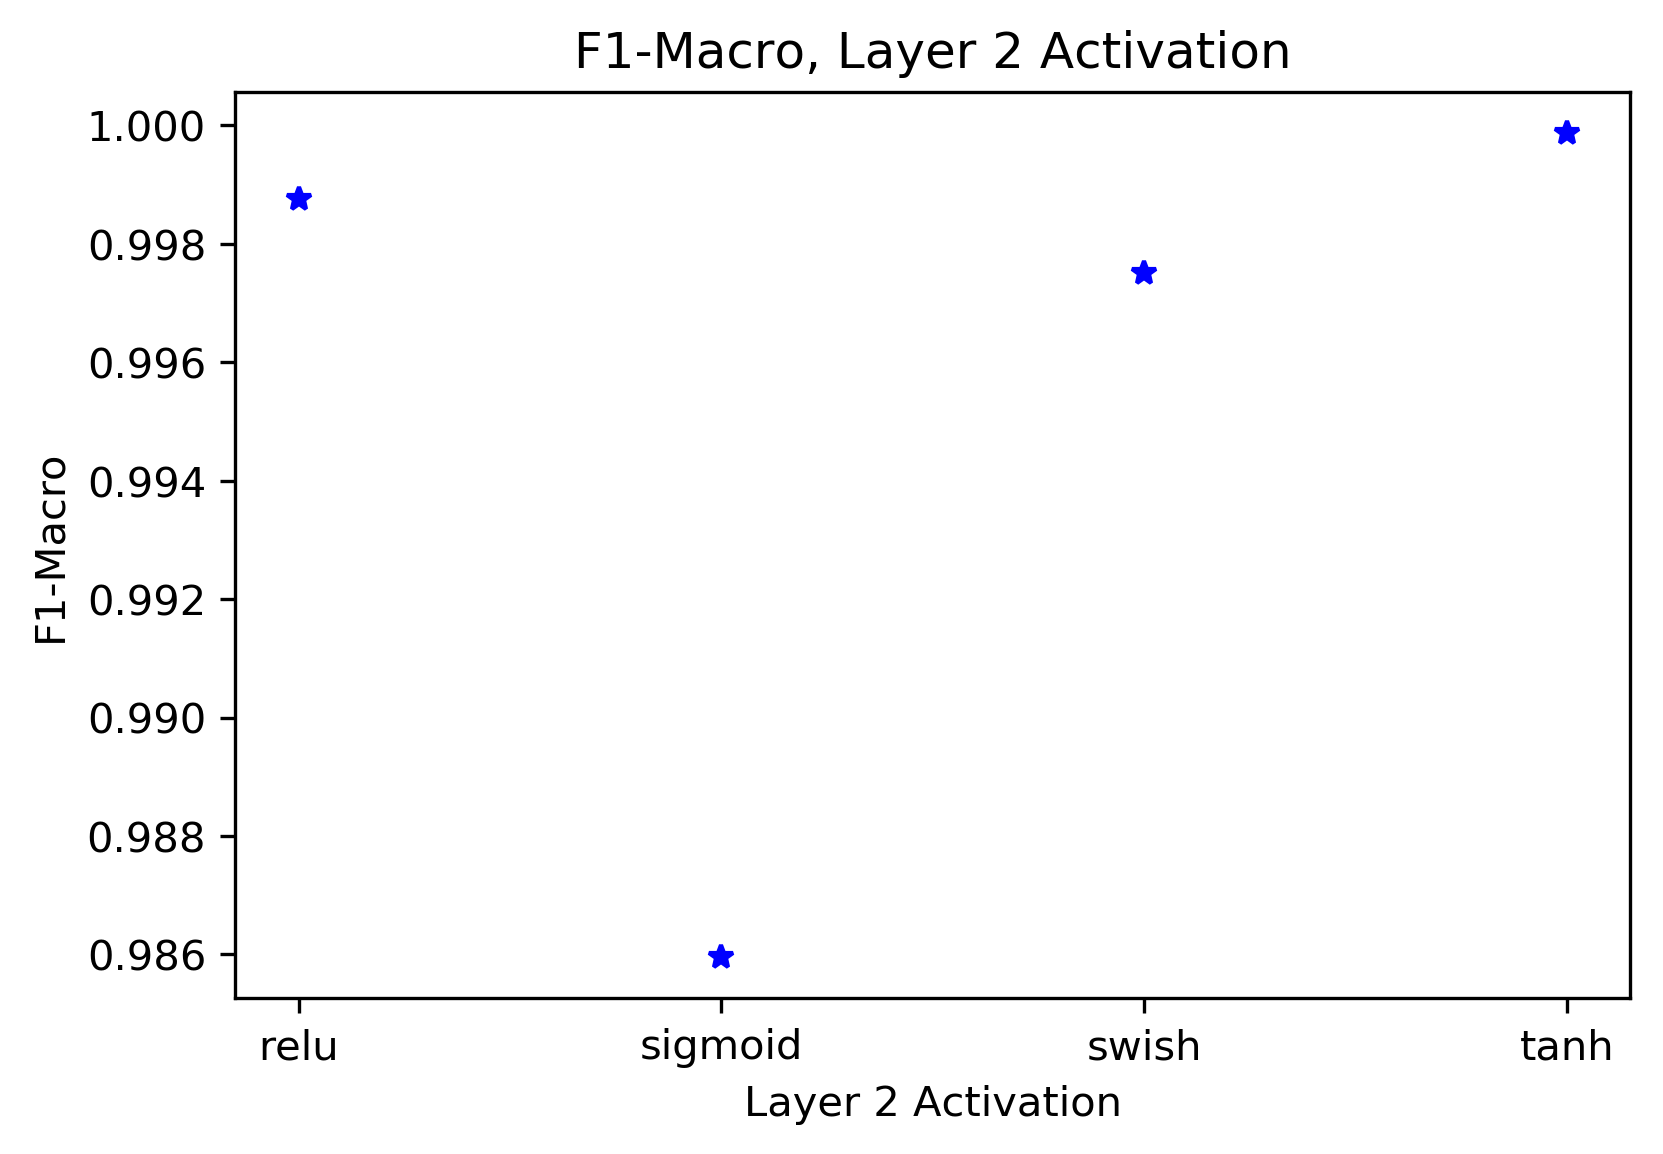 F1-Macro, Layer 2 Activation
1.000
0.998
0.996
0.994
0.992
0.990
0.988
0.986
F1-Macro
relu sigmoid swish tanh
Layer 2 Activation